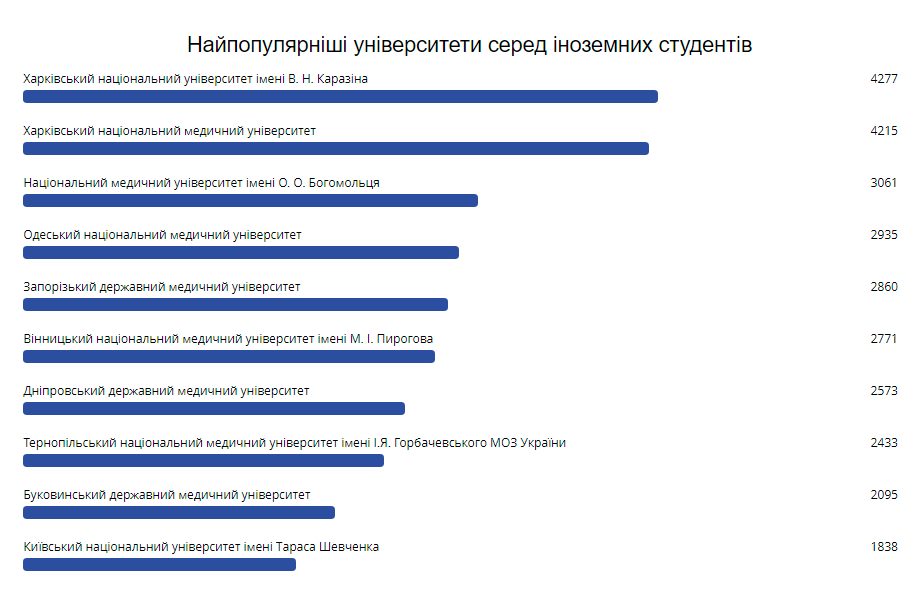 Найпопулярніші університети серед іноземних студентів
Харківський національний університет імені В. Н. Каразіна 4277
Харківський національний медичний університет 4215
Національний медичний університет імені О. О. Богомольця 3061
Одеський національний медичний університет 2935
Запорізький державний медичний університет 2860
Вінницький національний медичний університет імені М. І. Пирогова 2771
Дніпровський державний медичний університет 2573
Тернопільський національний медичний університет імені І.Я. Горбачевського МОЗ України 2433
Буковинський державний медичний університет 2095
Київський національний університет імені Тараса Шевченка 1838